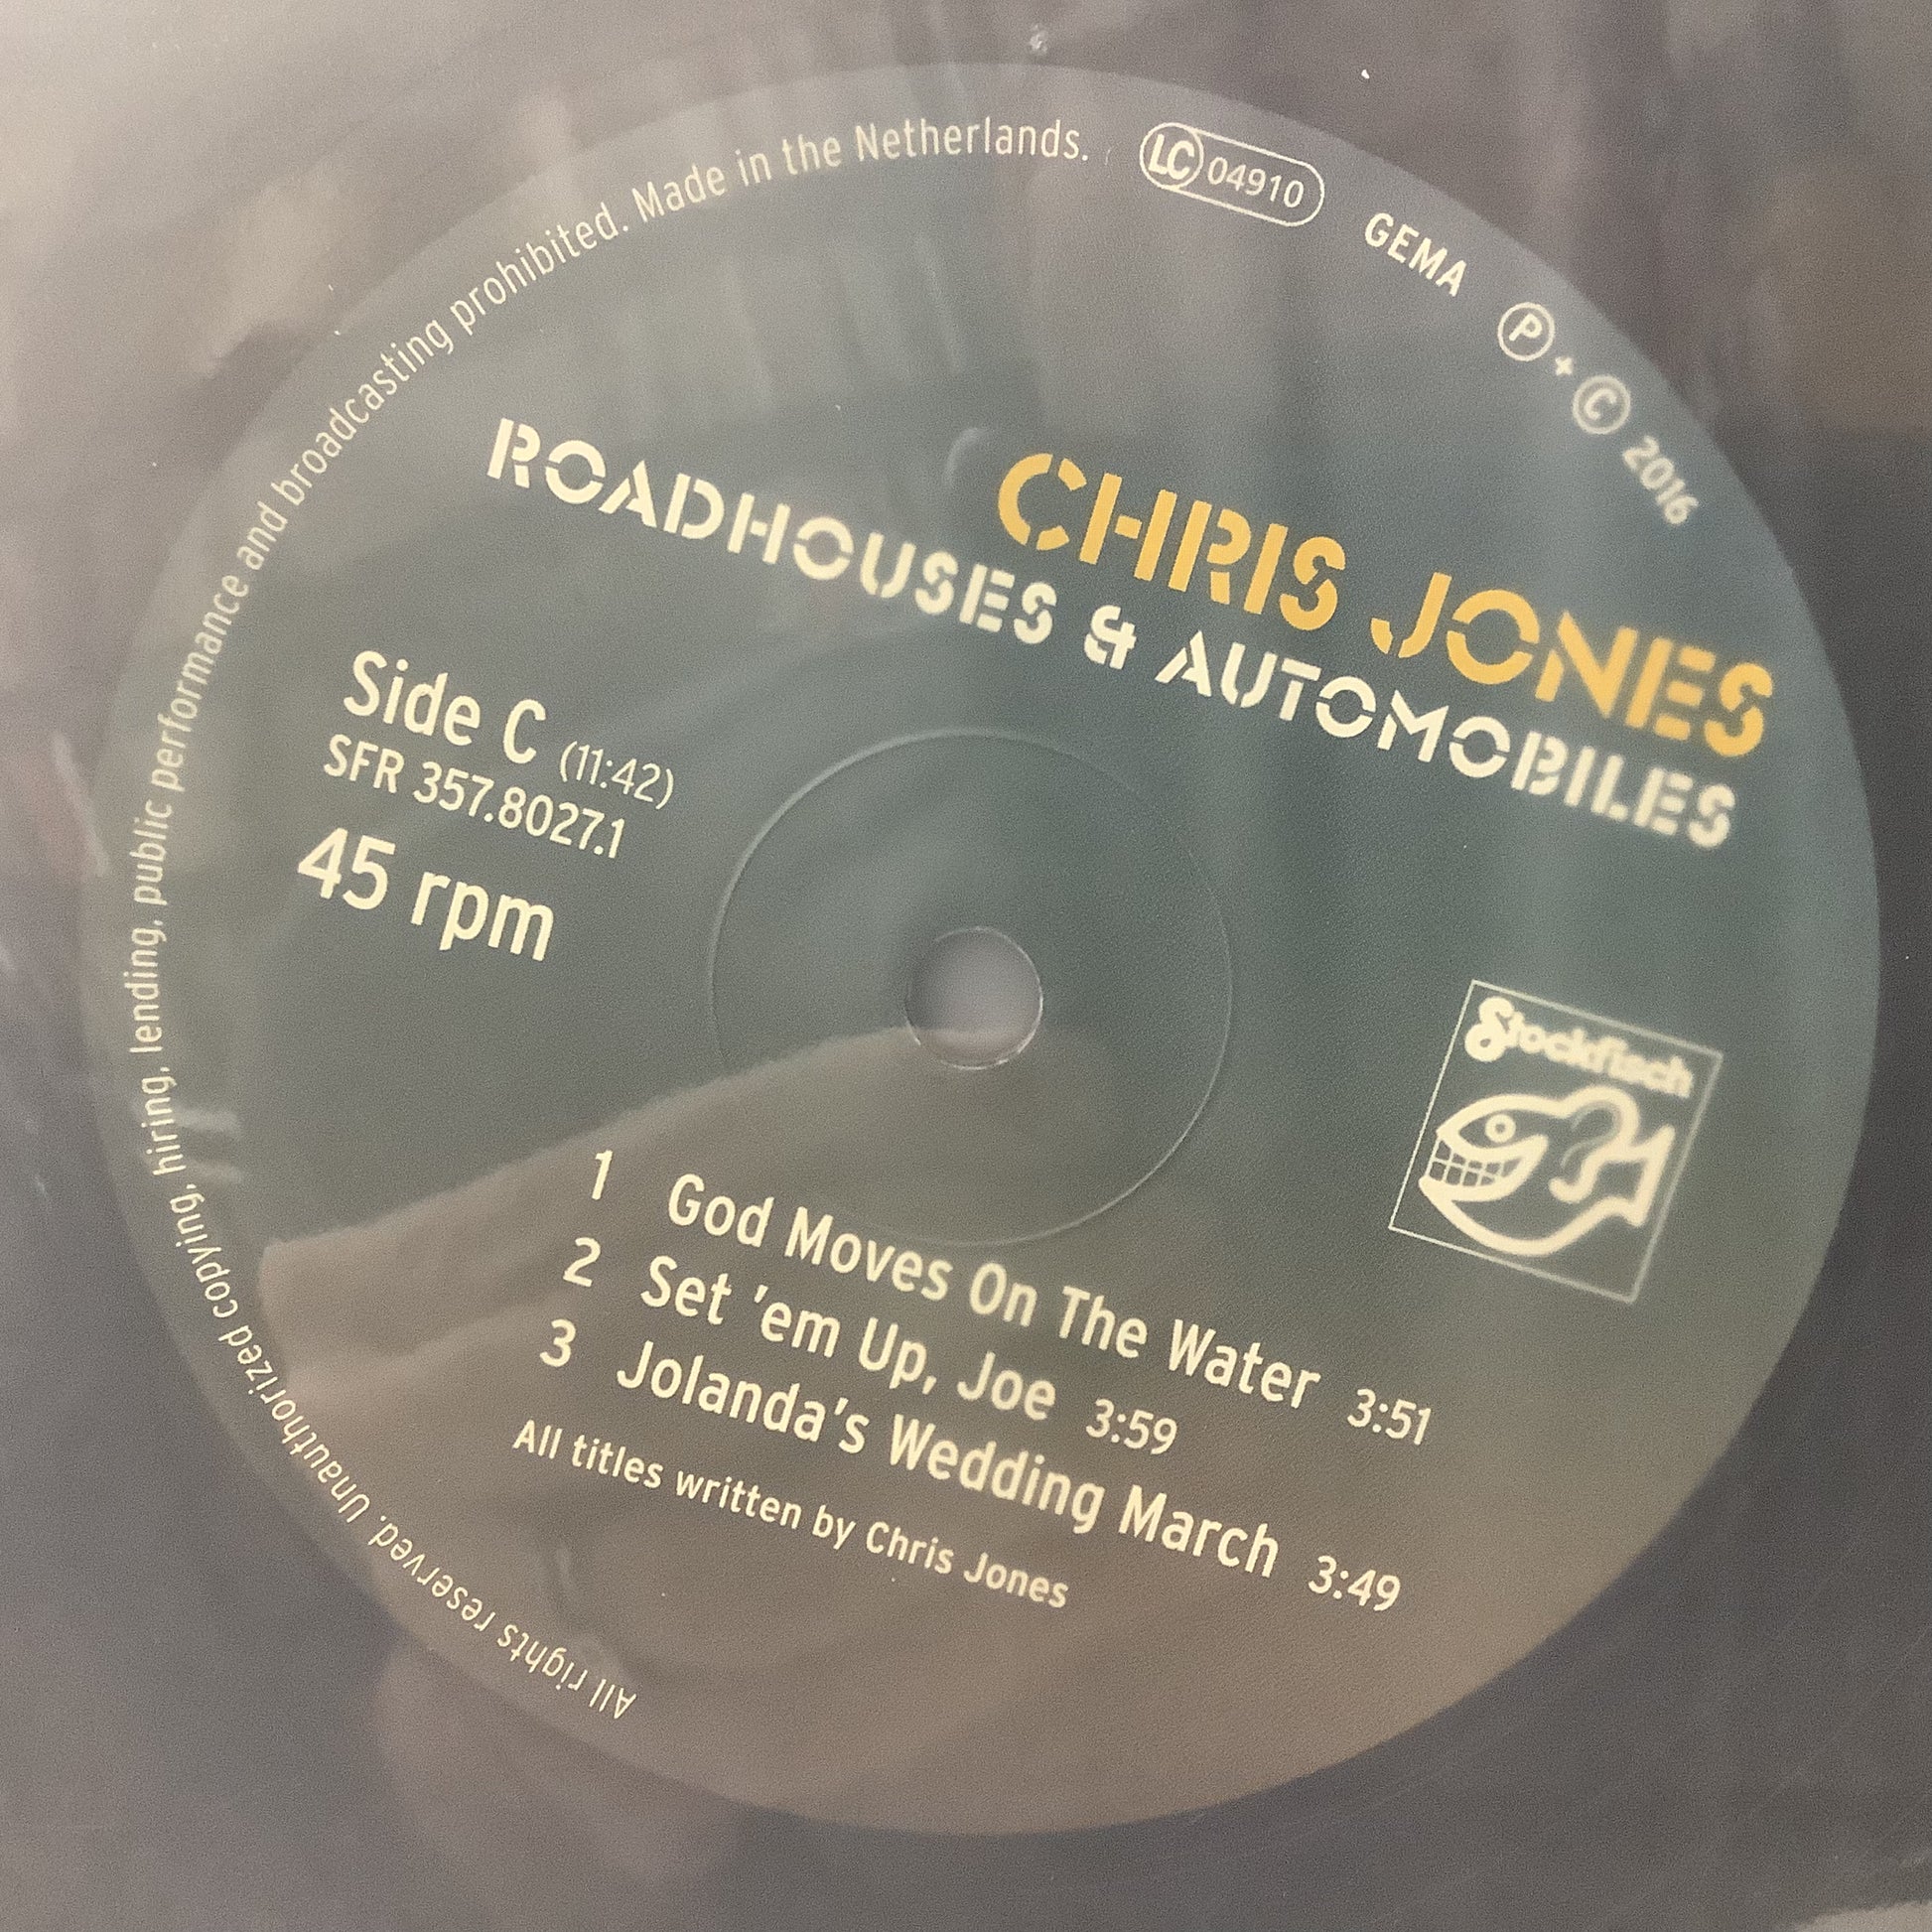 All rights reserved. Unauthorized copying, hiring, lending, public performance and broadcasting prohibited. Made in the Netherlands.
LC 04910
GEMA
Ⓟ + © 2016
CHRIS JONES
ROADHOUSES & AUTOMOBILES
Side C (11:42)
SFR 357.8027.1
45 rpm
Stockfisch
1 God Moves On The Water 3:51
2 Set 'em Up, Joe 3:59
3 Jolanda's Wedding March 3:49
All titles written by Chris Jones